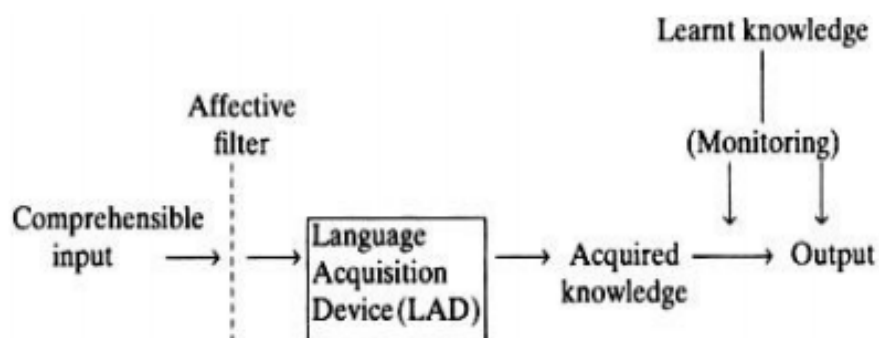 Learnt knowledge
Affective
filter
(Monitoring)
Comprehensible
input
Language
Acquisition
Device (LAD)
Acquired
knowledge
Output